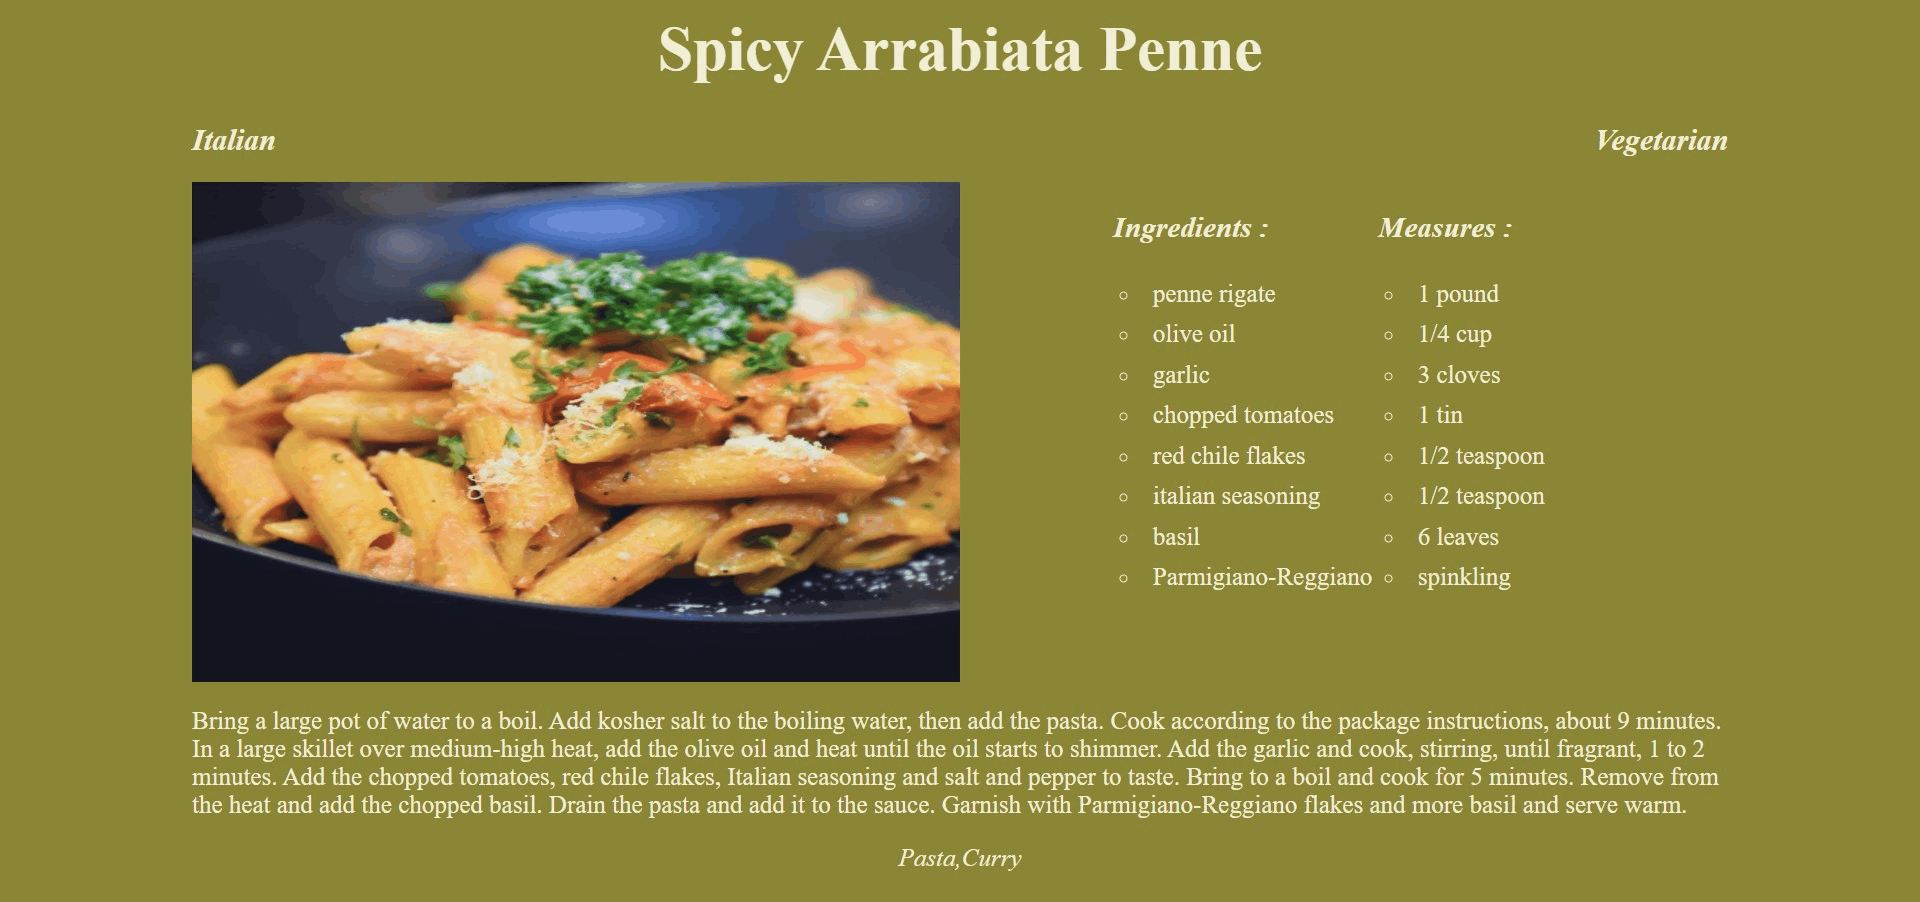 Spicy Arrabiata Penne
Italian
Vegetarian
Ingredients :
penne rigate
olive oil
garlic
chopped tomatoes
red chile flakes
italian seasoning
basil
Parmigiano-Reggiano
Measures :
1 pound
1/4 cup
3 cloves
1 tin
1/2 teaspoon
1/2 teaspoon
6 leaves
spinkling
Bring a large pot of water to a boil. Add kosher salt to the boiling water, then add the pasta. Cook according to the package instructions, about 9 minutes.
In a large skillet over medium-high heat, add the olive oil and heat until the oil starts to shimmer. Add the garlic and cook, stirring, until fragrant, 1 to 2
minutes. Add the chopped tomatoes, red chile flakes, Italian seasoning and salt and pepper to taste. Bring to a boil and cook for 5 minutes. Remove from
the heat and add the chopped basil. Drain the pasta and add it to the sauce. Garnish with Parmigiano-Reggiano flakes and more basil and serve warm.
Pasta,Curry